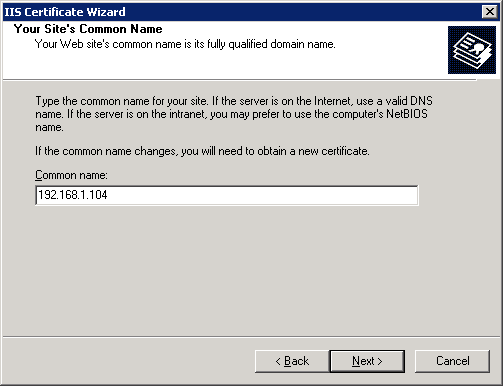 IIS Certificate Wizard
Your Site's Common Name
Your Web site's common name is its fully qualified domain name.
Type the common name for your site. If the server is on the Internet, use a valid DNS
name. If the server is on the intranet, you may prefer to use the computer's NetBIOS
name.
If the common name changes, you will need to obtain a new certificate.
Common name:
192.168.1.104
< Back Next > Cancel